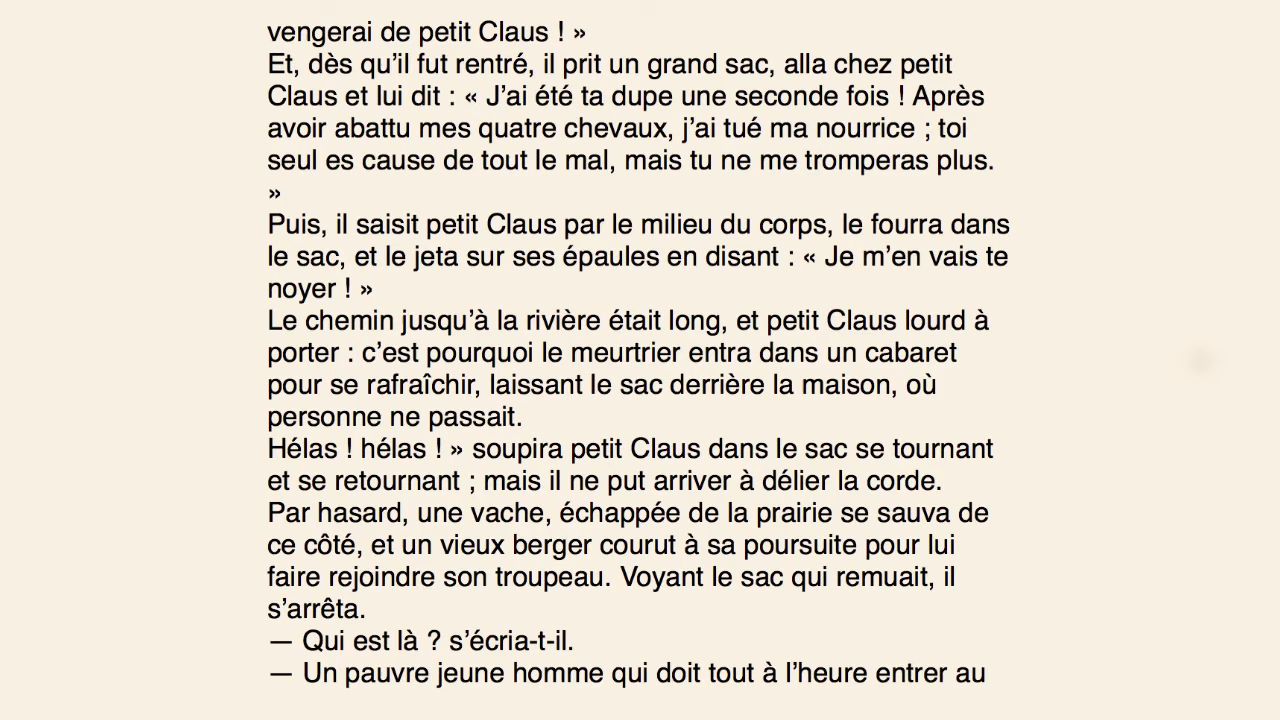 vengerai de petit Claus ! »
Et, dès qu’il fut rentré, il prit un grand sac, alla chez petit
Claus et lui dit : « J’ai été ta dupe une seconde fois ! Après
avoir abattu mes quatre chevaux, j’ai tué ma nourrice ; toi
seul es cause de tout le mal, mais tu ne me tromperas plus.
»
Puis, il saisit petit Claus par le milieu du corps, le fourra dans
le sac, et le jeta sur ses épaules en disant : « Je m’en vais te
noyer ! »
Le chemin jusqu’à la rivière était long, et petit Claus lourd à
porter : c’est pourquoi le meurtrier entra dans un cabaret
pour se rafraîchir, laissant le sac derrière la maison, où
personne ne passait.
Hélas ! hélas ! » soupira petit Claus dans le sac se tournant
et se retournant ; mais il ne put arriver à délier la corde.
Par hasard, une vache, échappée de la prairie se sauva de
ce côté, et un vieux berger courut à sa poursuite pour lui
faire rejoindre son troupeau. Voyant le sac qui remuait, il
s’arrêta.
— Qui est là ? s’écria-t-il.
— Un pauvre jeune homme qui doit tout à l’heure entrer au